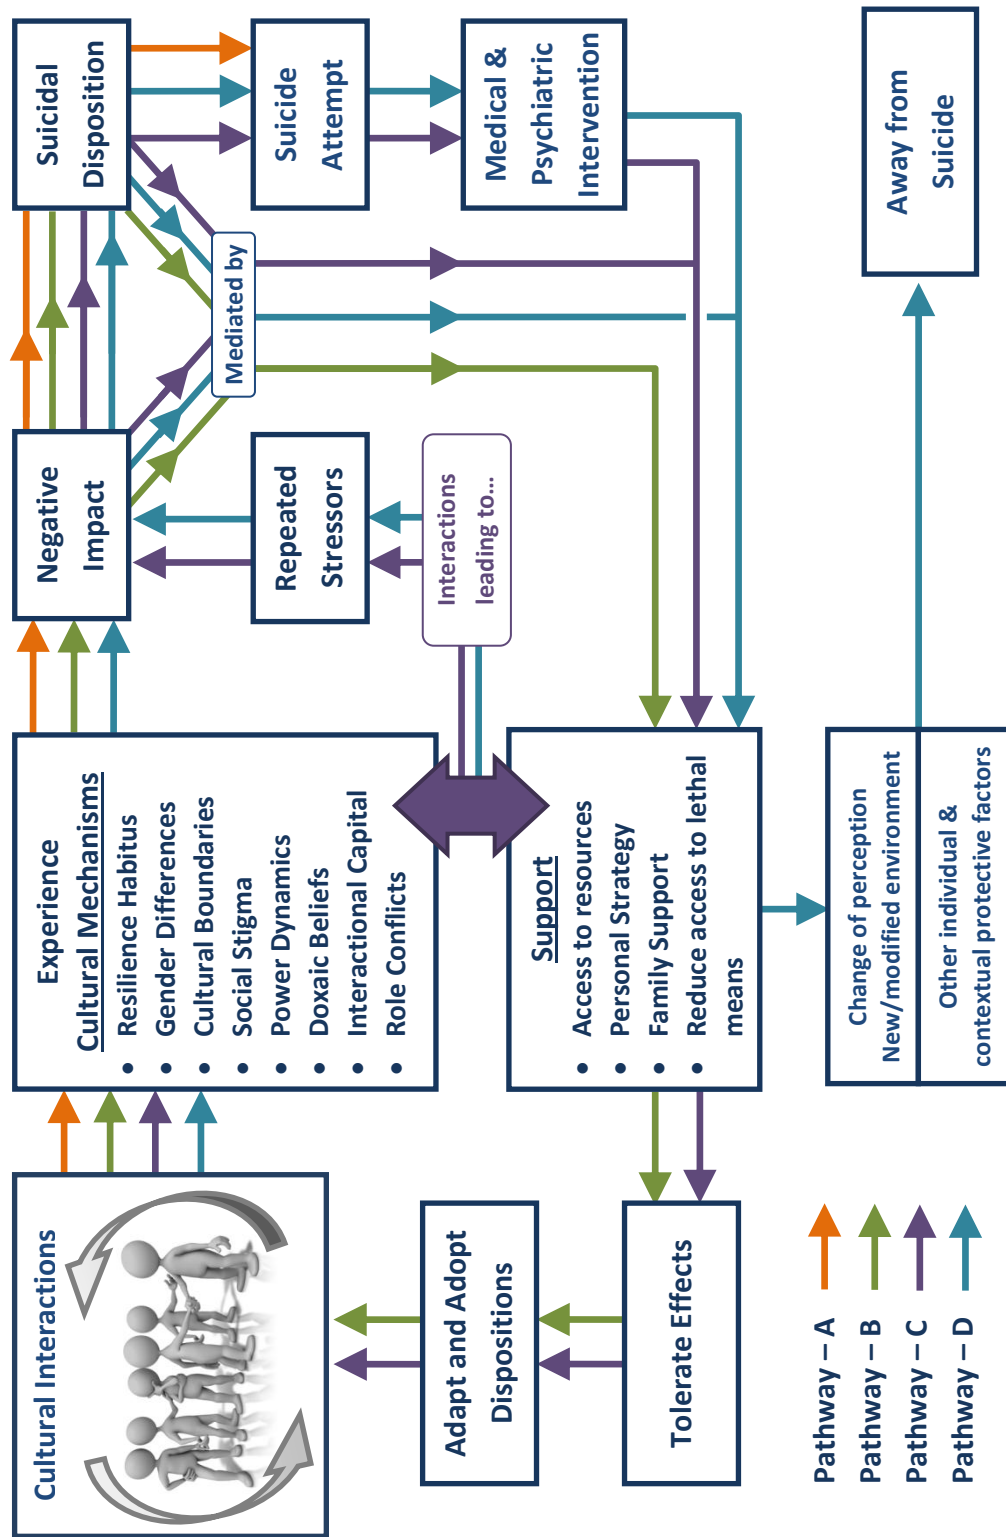 Cultural Interactions
Experience
Cultural Mechanisms
• Resilience Habitus
• Gender Differences
• Cultural Boundaries
• Social Stigma
• Power Dynamics
• Doxaic Beliefs
• Interactional Capital
• Role Conflicts
Negative
Impact
Suicidal
Disposition
Repeated
Stressors
Mediated by
Suicide
Attempt
Interactions
leading to...
Medical &
Psychiatric
Intervention
Adapt and Adopt
Dispositions
Support
• Access to resources
• Personal Strategy
• Family Support
• Reduce access to lethal
means
Tolerate Effects
Change of perception
New/modified environment
Other individual &
contextual protective factors
Away from
Suicide
Pathway – A
Pathway – B
Pathway – C
Pathway – D